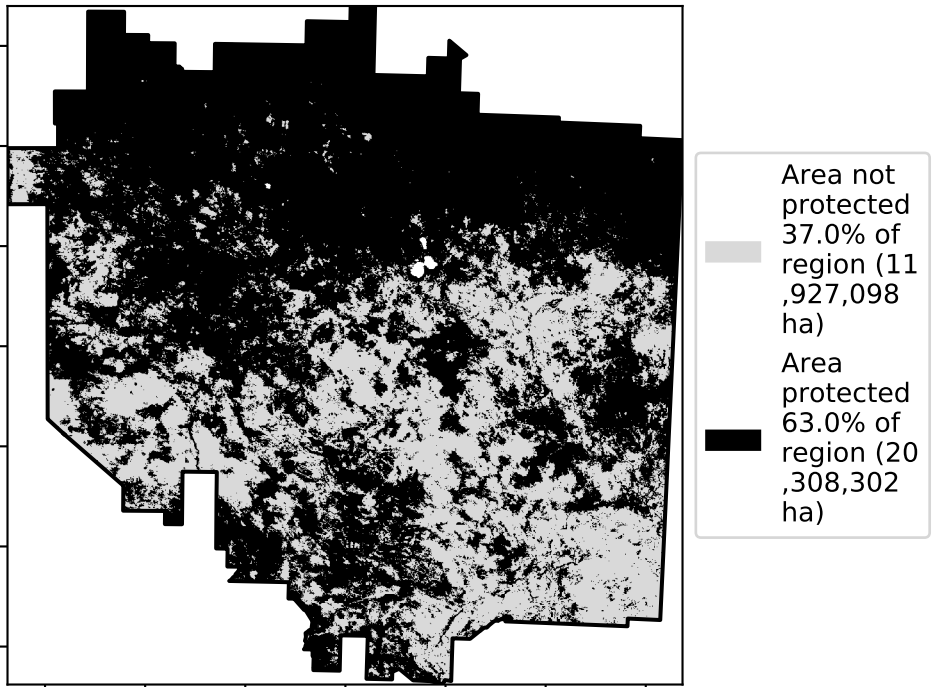 Area not
protected
37.0% of
region (11
,927,098
ha)
Area
protected
63.0% of
region (20
,308,302
ha)